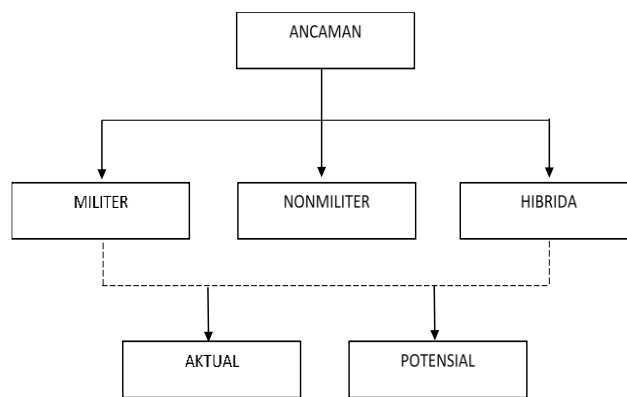 ANCAMAN
MILITER
NONMILITER
HIBRIDA
AKTUAL
POTENSIAL